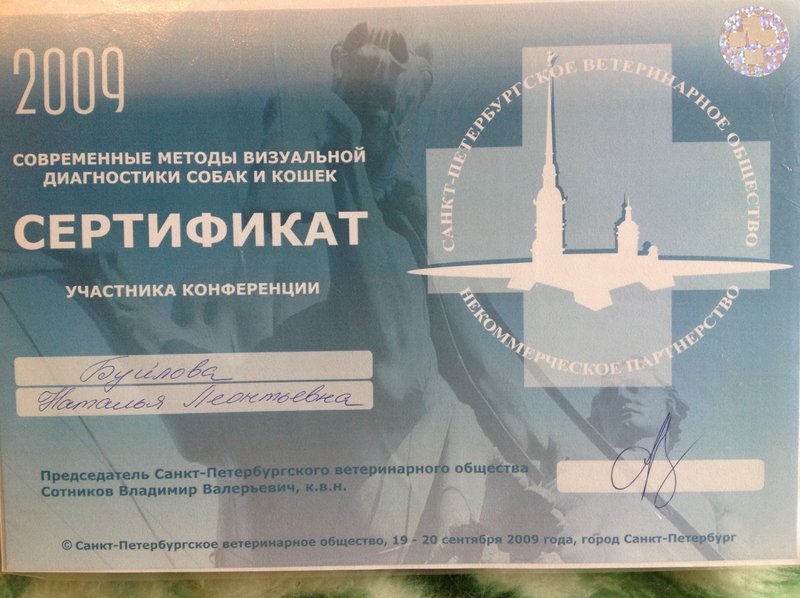 2009
СОВРЕМЕННЫЕ МЕТОДЫ ВИЗУАЛЬНОЙ
ДИАГНОСТИКИ СОБАК И КОШЕК
СЕРТИФИКАТ
УЧАСТНИКА КОНФЕРЕНЦИИ
САНКТ-ПЕТЕРБУРГСКОЕ ВЕТЕРИНАРНОЕ ОБЩЕСТВО
НЕКОММЕРЧЕСКОЕ ПАРТНЕРСТВО
Буйлова
Наталья Леонтьевна
Председатель Санкт-Петербургского ветеринарного общества
Сотников Владимир Валерьевич, к.в.н.
© Санкт-Петербургское ветеринарное общество, 19 - 20 сентября 2009 года, город Санкт-Петербург